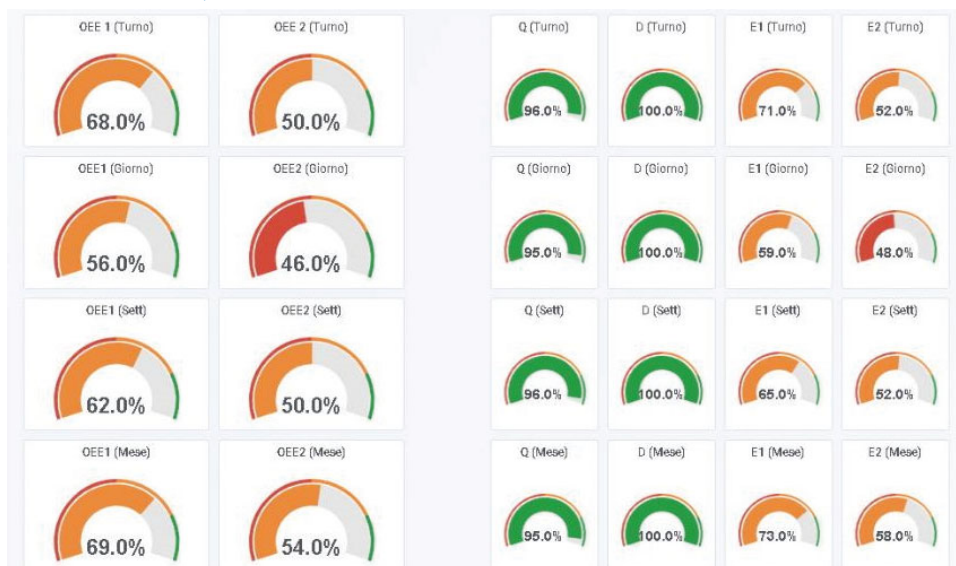 OEE 1 (Turno) OEE 2 (Turno) Q (Turno) D (Turno) E1 (Turno) E2 (Turno)
68.0% 50.0% 96.0% 100.0% 71.0% 52.0%
OEE1 (Giorno) OEE2 (Giorno) Q (Giorno) D (Giorno) E1 (Giorno) E2 (Giorno)
56.0% 46.0% 95.0% 100.0% 59.0% 48.0%
OEE1 (Sett) OEE2 (Sett) Q (Sett) D (Sett) E1 (Sett) E2 (Sett)
62.0% 50.0% 96.0% 100.0% 65.0% 52.0%
OEE1 (Mese) OEE2 (Mese) Q (Mese) D (Mese) E1 (Mese) E2 (Mese)
69.0% 54.0% 95.0% 100.0% 73.0% 58.0%